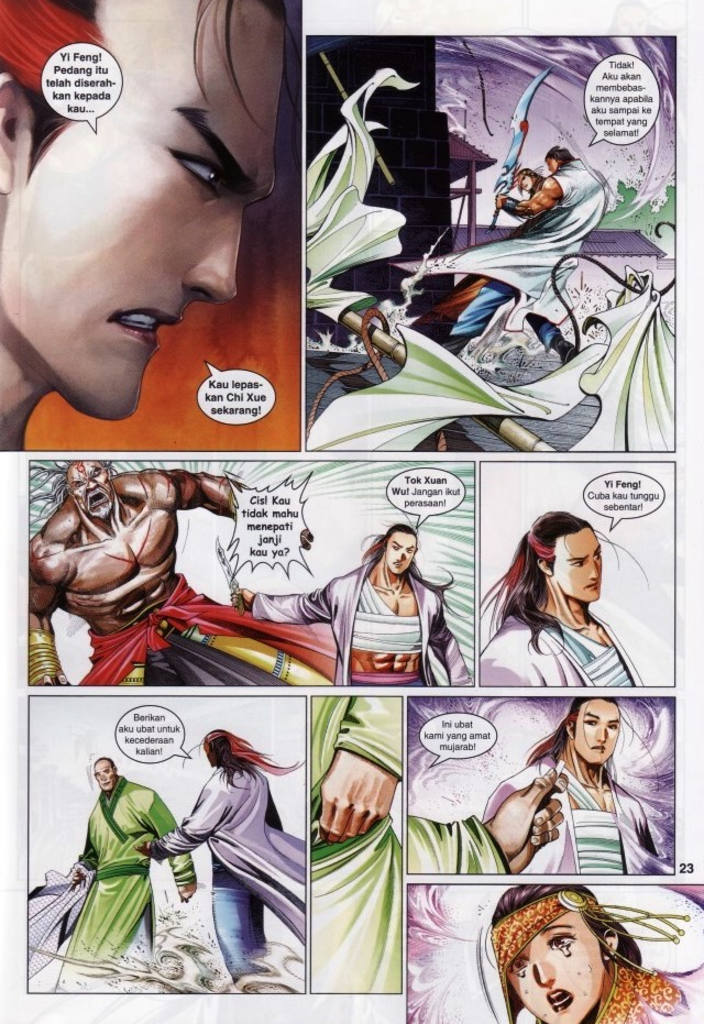 Yi Feng!
Pedang itu
telah diserah-
kan kepada
kau...
Kau lepas-
kan Chi Xue
sekarang!
Tidak!
Aku akan
membebas-
kannya apabila
aku sampai ke
tempat yang
selamat!
Cis! Kau
tidak mahu
menepati
janji
kau ya?
Tok Xuan
Wu! Jangan ikut
perasaan!
Yi Feng!
Cuba kau tunggu
sebentar!
Berikan
aku ubat untuk
kecederaan
kalian!
Ini ubat
kami yang amat
mujarab!
23